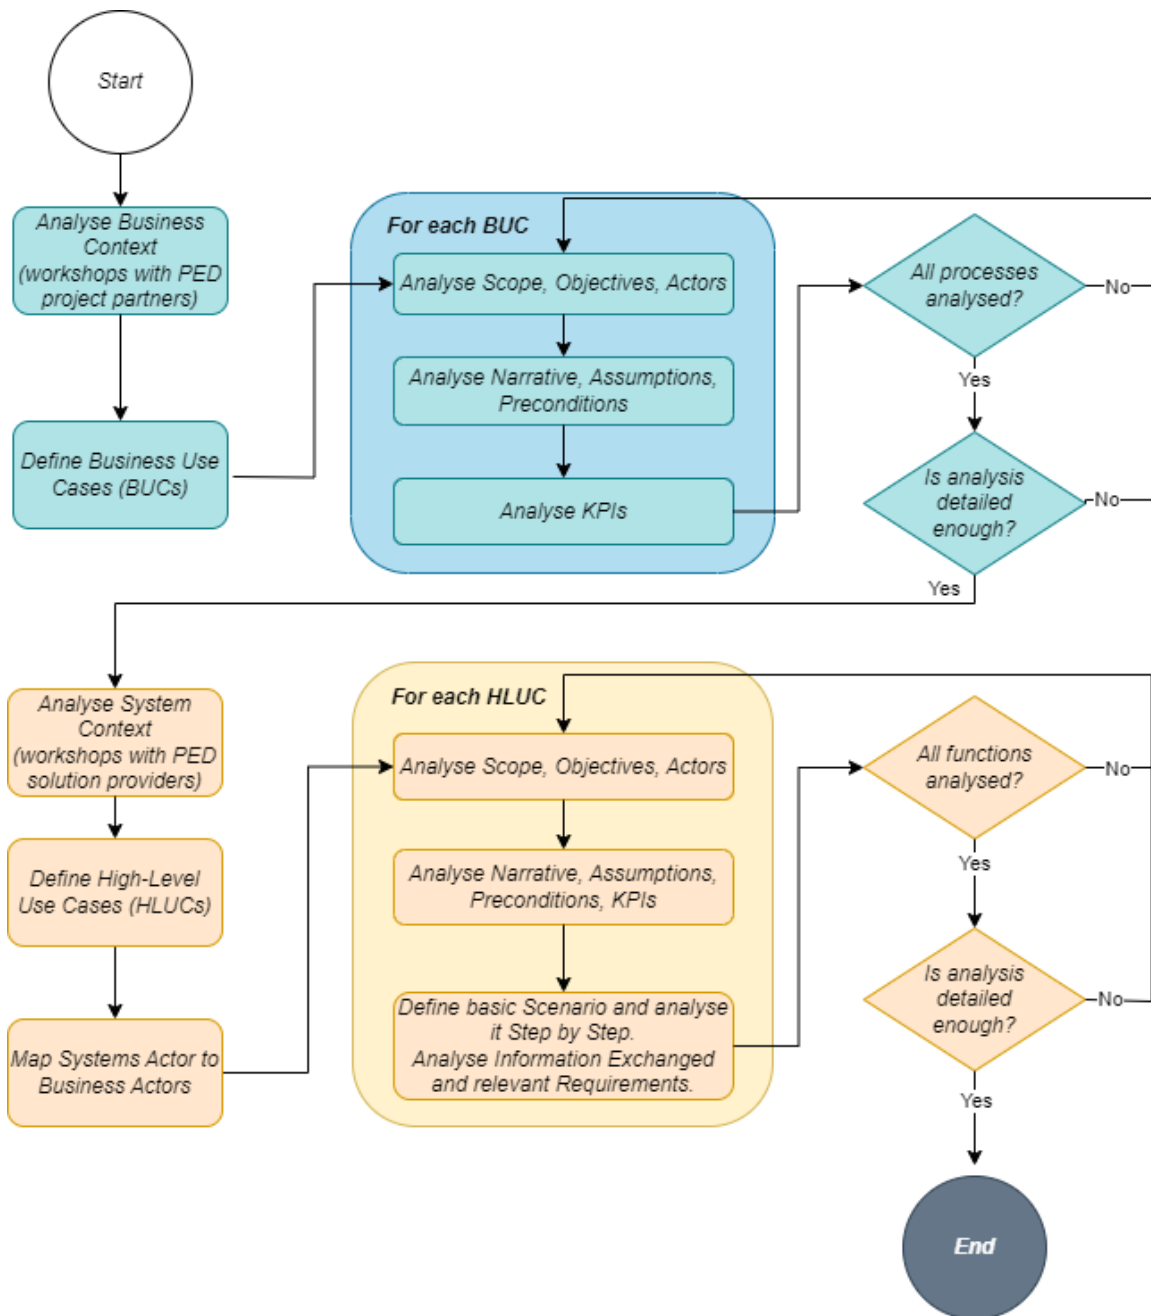 Start
Analyse Business
Context
(workshops with PED
project partners)
Define Business Use
Cases (BUCs)
For each BUC
Analyse Scope, Objectives, Actors
Analyse Narrative, Assumptions,
Preconditions
Analyse KPIs
All processes
analysed?
No
Yes
Is analysis
detailed
enough?
No
Yes
Analyse System
Context
(workshops with PED
solution providers)
Define High-Level
Use Cases (HLUCs)
Map Systems Actor to
Business Actors
For each HLUC
Analyse Scope, Objectives, Actors
Analyse Narrative, Assumptions,
Preconditions, KPIs
Define basic Scenario and analyse
it Step by Step.
Analyse Information Exchanged
and relevant Requirements.
All functions
analysed?
No
Yes
Is analysis
detailed
enough?
No
Yes
End